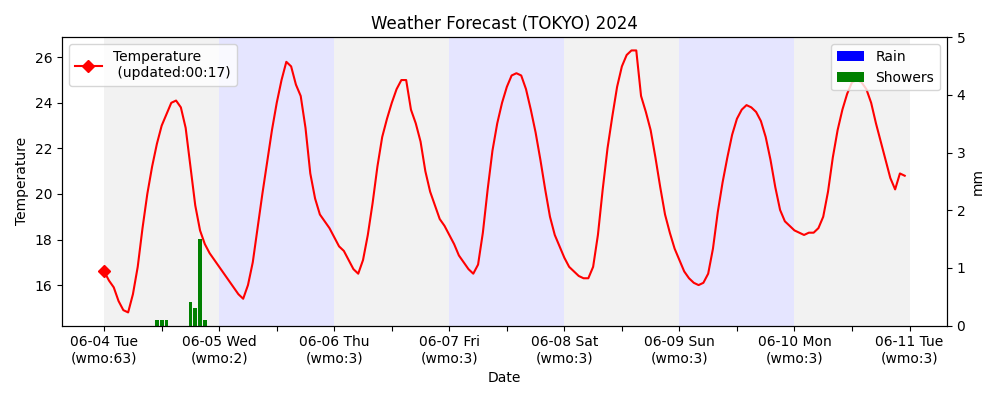 Weather Forecast (TOKYO) 2024
Temperature
(updated:00:17)
Rain
Showers
26
24
22
20
18
16
Temperature
5
4
3
2
1
0
mm
06-04 Tue
(wmo:63)
06-05 Wed
(wmo:2)
06-06 Thu
(wmo:3)
06-07 Fri
(wmo:3)
06-08 Sat
(wmo:3)
06-09 Sun
(wmo:3)
06-10 Mon
(wmo:3)
06-11 Tue
(wmo:3)
Date